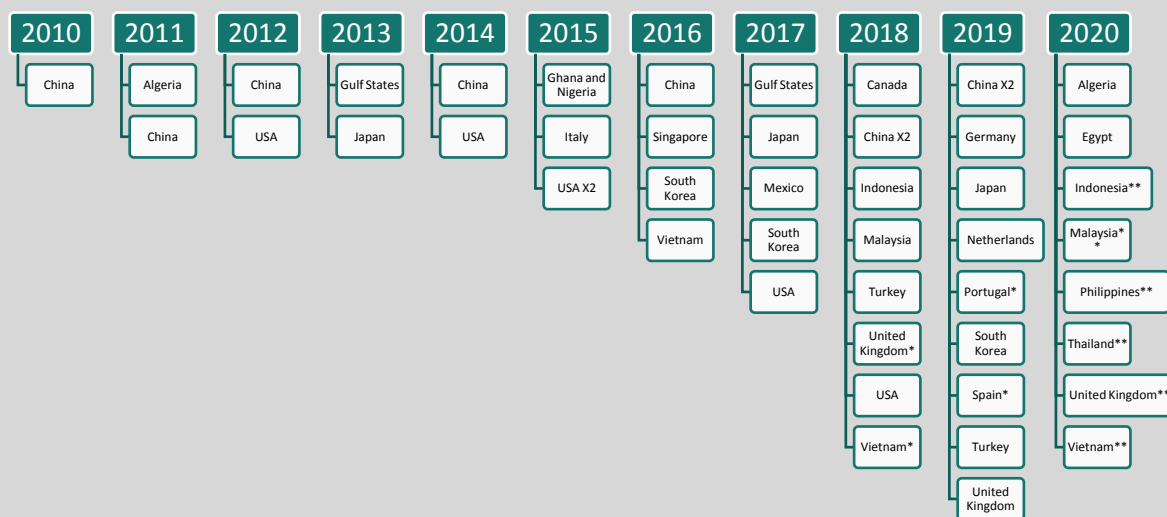 2010
2011
2012
2013
2014
2015
2016
2017
2018
2019
2020
China
Algeria
China
China
USA
Gulf States
Japan
China
USA
Ghana and
Nigeria
Italy
USA X2
China
Singapore
South
Korea
Vietnam
Gulf States
Japan
Mexico
South
Korea
USA
Canada
China X2
Indonesia
Malaysia
Turkey
United
Kingdom*
USA
Vietnam*
China X2
Germany
Japan
Netherlands
Portugal*
South
Korea
Spain*
Turkey
United
Kingdom
Algeria
Egypt
Indonesia**
Malaysia*
*
Philippines**
Thailand**
United Kingdom**
Vietnam**